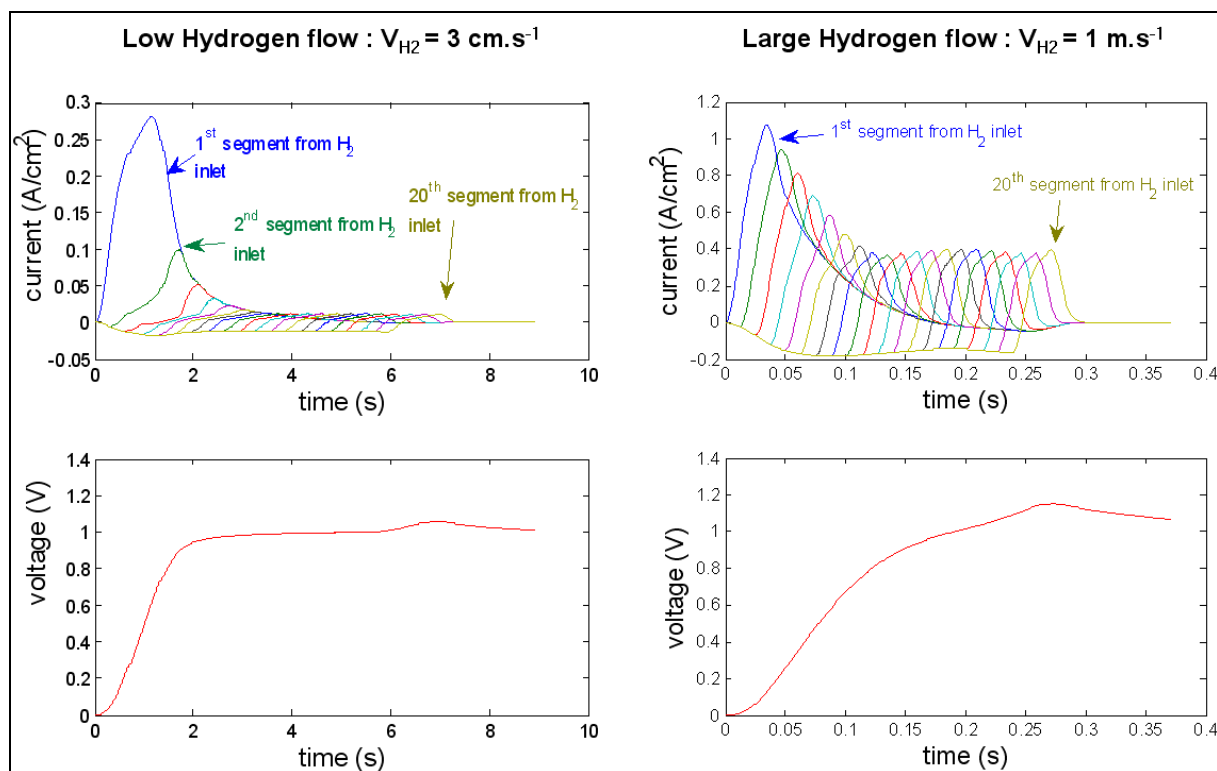 Low Hydrogen flow : V_H2 = 3 cm.s⁻¹
Large Hydrogen flow : V_H2 = 1 m.s⁻¹
0.3
0.25
0.2
0.15
0.1
0.05
0
-0.05
current (A/cm²)
1st segment from H2
inlet
2nd segment from H2
inlet
20th segment from H2
inlet
0 2 4 6 8 10
time (s)
1.2
1
0.8
0.6
0.4
0.2
0
-0.2
current (A/cm²)
1st segment from H2 inlet
20th segment from H2 inlet
0 0.05 0.1 0.15 0.2 0.25 0.3 0.35 0.4
time (s)
1.4
1.2
1
0.8
0.6
0.4
0.2
0
voltage (V)
0 2 4 6 8 10
time (s)
1.4
1.2
1
0.8
0.6
0.4
0.2
0
voltage (V)
0 0.05 0.1 0.15 0.2 0.25 0.3 0.35 0.4
time (s)